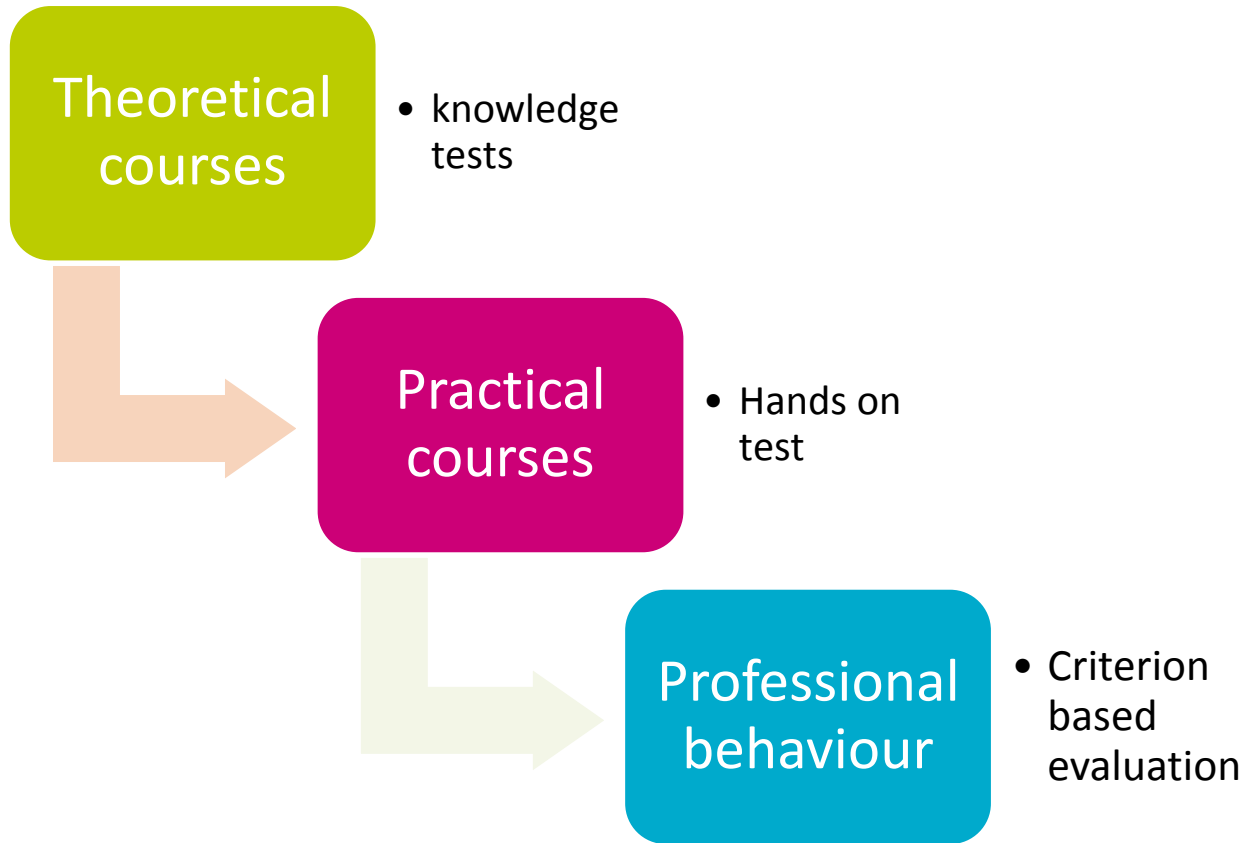 Theoretical
courses
• knowledge
tests
Practical
courses
• Hands on
test
Professional
behaviour
• Criterion
based
evaluation